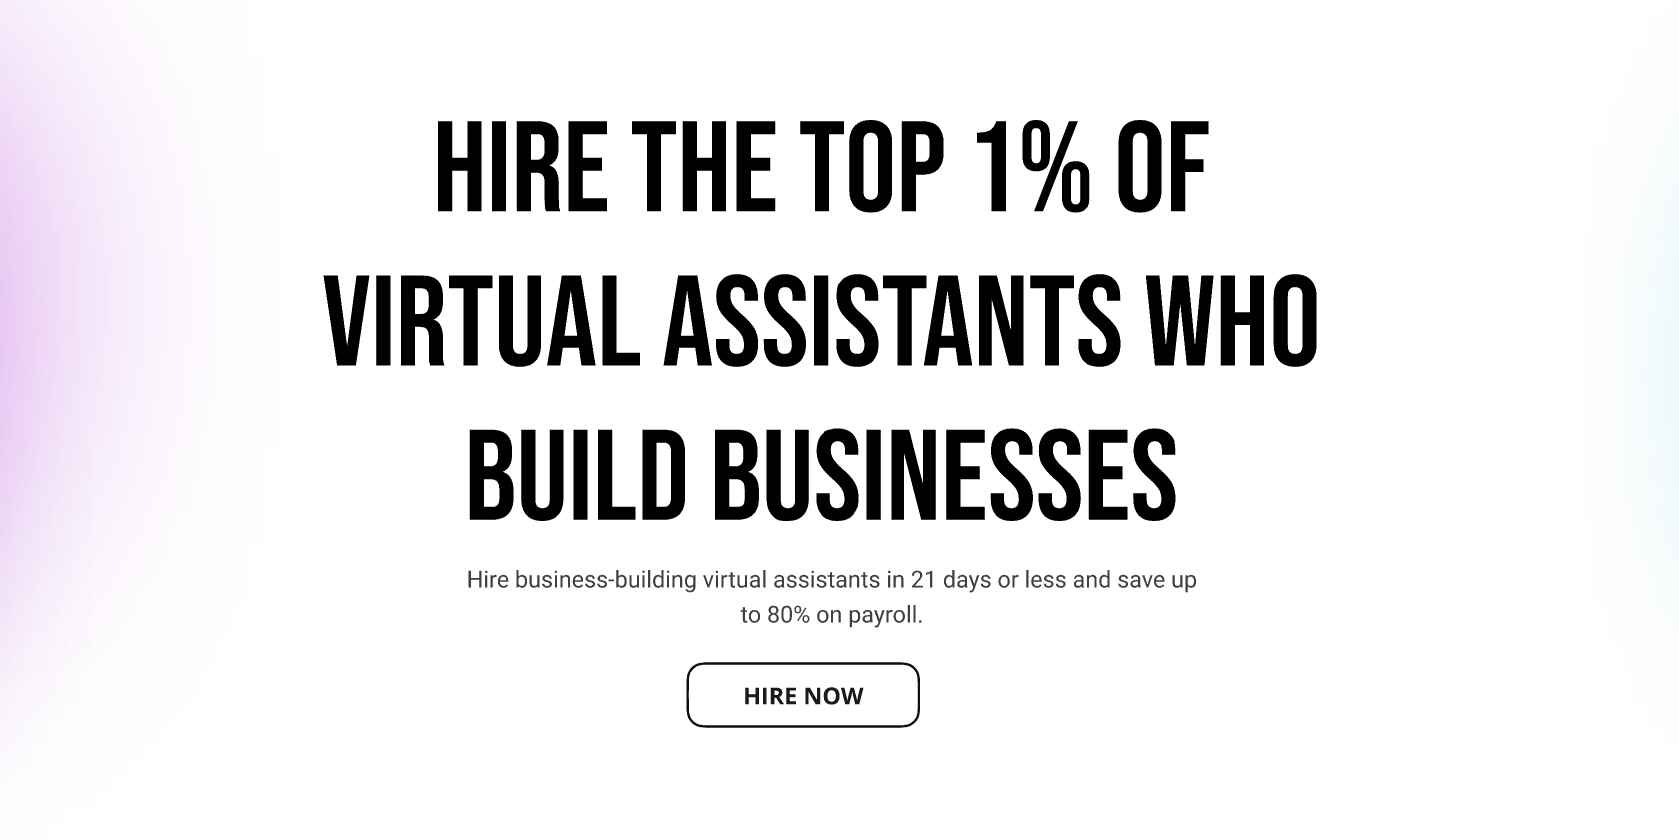 HIRE THE TOP 1% OF
VIRTUAL ASSISTANTS WHO
BUILD BUSINESSES
Hire business-building virtual assistants in 21 days or less and save up
to 80% on payroll.
HIRE NOW